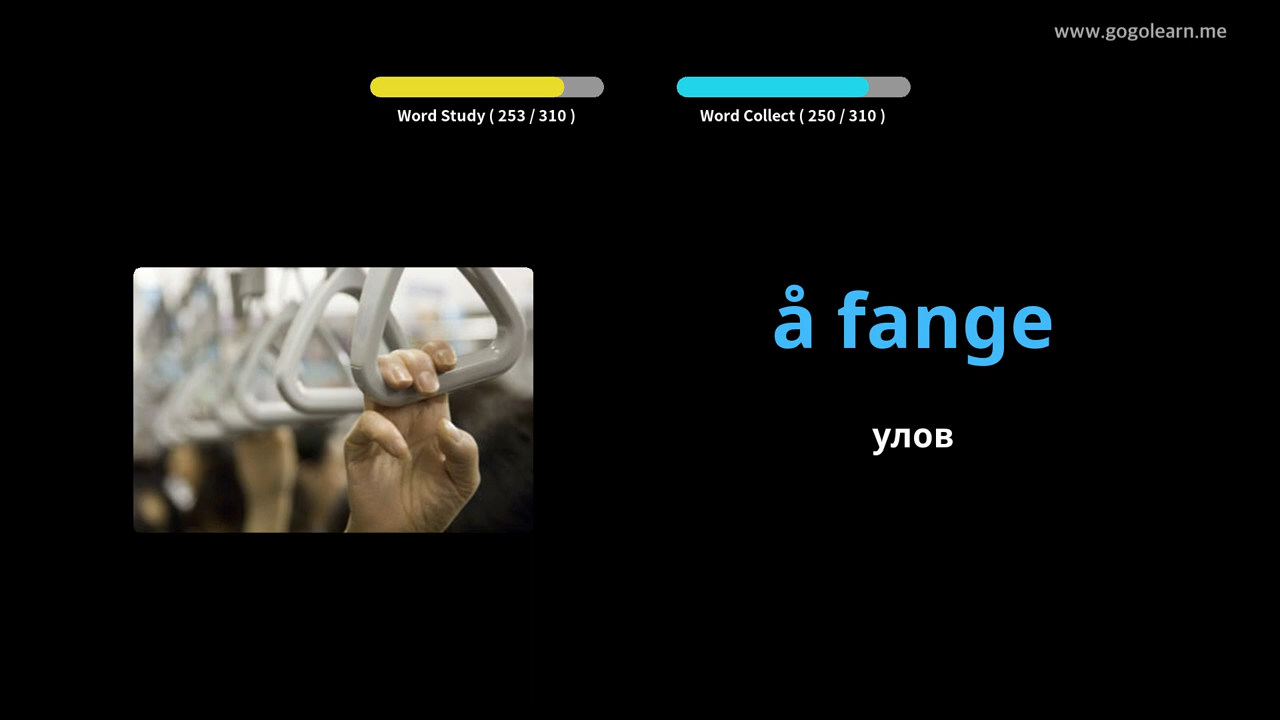 www.gogolearn.me
Word Study ( 253 / 310 )
Word Collect ( 250 / 310 )
å fange
улов